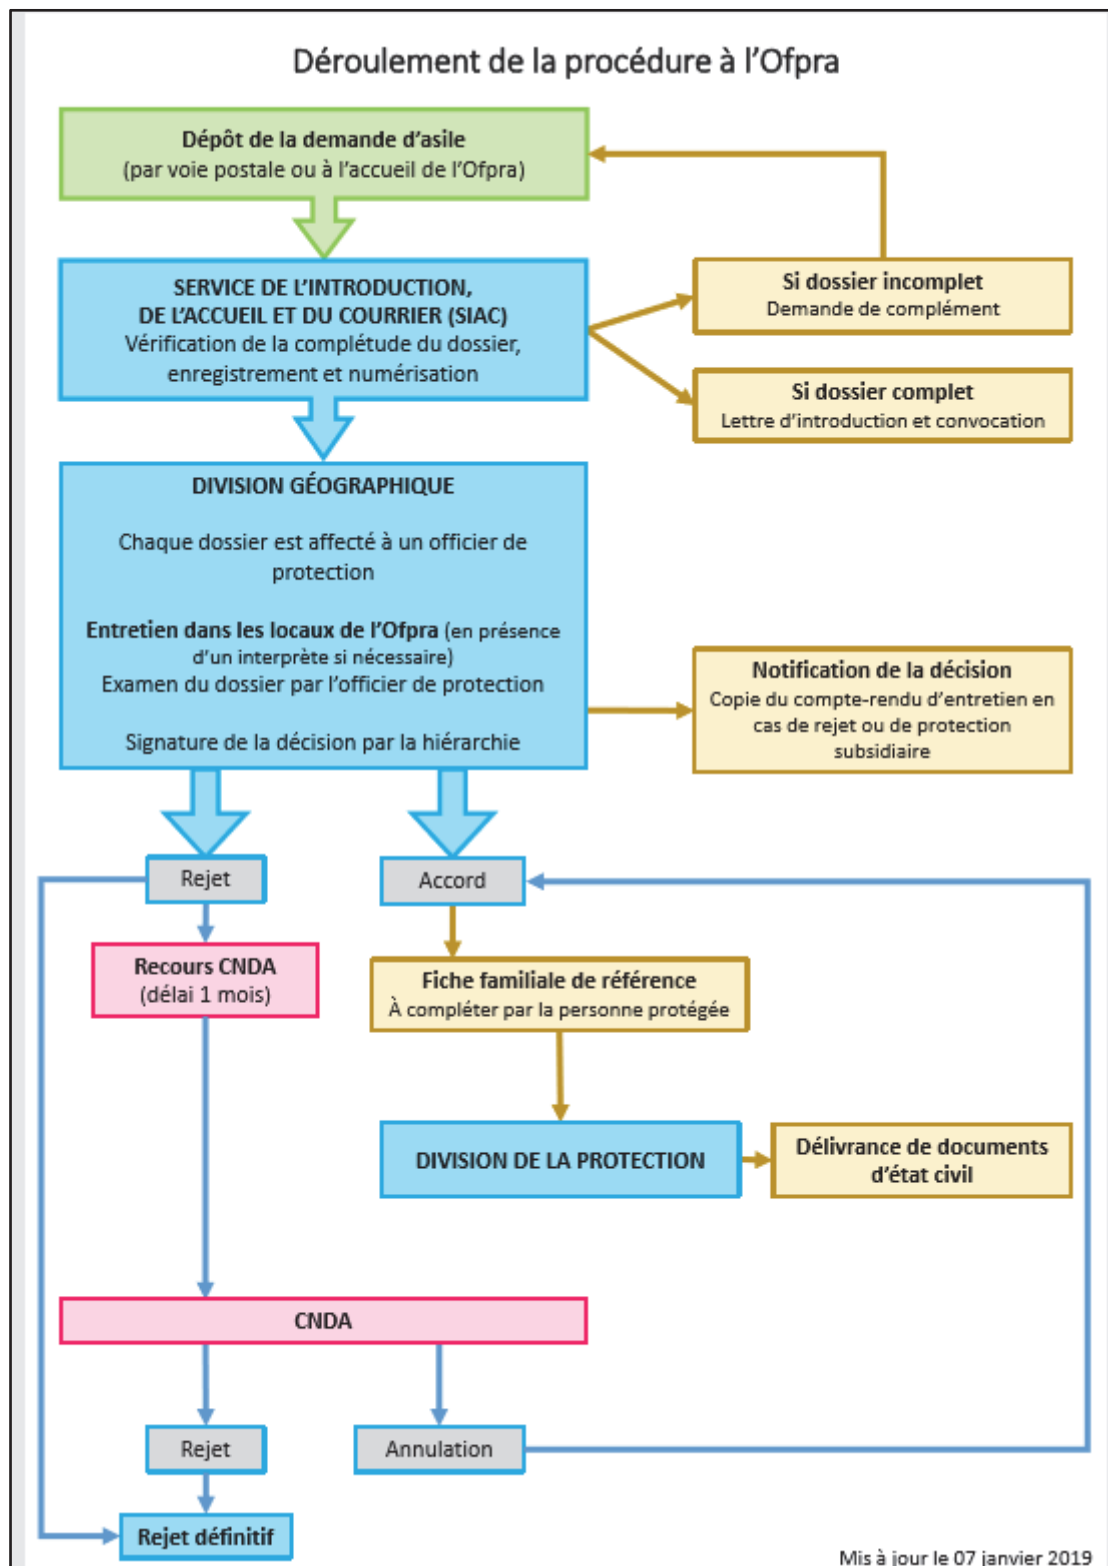 Déroulement de la procédure à l'Ofpra
Dépôt de la demande d'asile
(par voie postale ou à l'accueil de l'Ofpra)
SERVICE DE L'INTRODUCTION,
DE L'ACCUEIL ET DU COURRIER (SIAC)
Vérification de la complétude du dossier,
enregistrement et numérisation
Si dossier incomplet
Demande de complément
Si dossier complet
Lettre d'introduction et convocation
DIVISION GÉOGRAPHIQUE
Chaque dossier est affecté à un officier de
protection
Entretien dans les locaux de l'Ofpra (en présence
d'un interprète si nécessaire)
Examen du dossier par l'officier de protection
Signature de la décision par la hiérarchie
Notification de la décision
Copie du compte-rendu d'entretien en
cas de rejet ou de protection
subsidiaire
Rejet
Accord
Recours CNDA
(délai 1 mois)
Fiche familiale de référence
À compléter par la personne protégée
DIVISION DE LA PROTECTION
Délivrance de documents
d'état civil
CNDA
Rejet
Annulation
Rejet définitif
Mis à jour le 07 janvier 2019